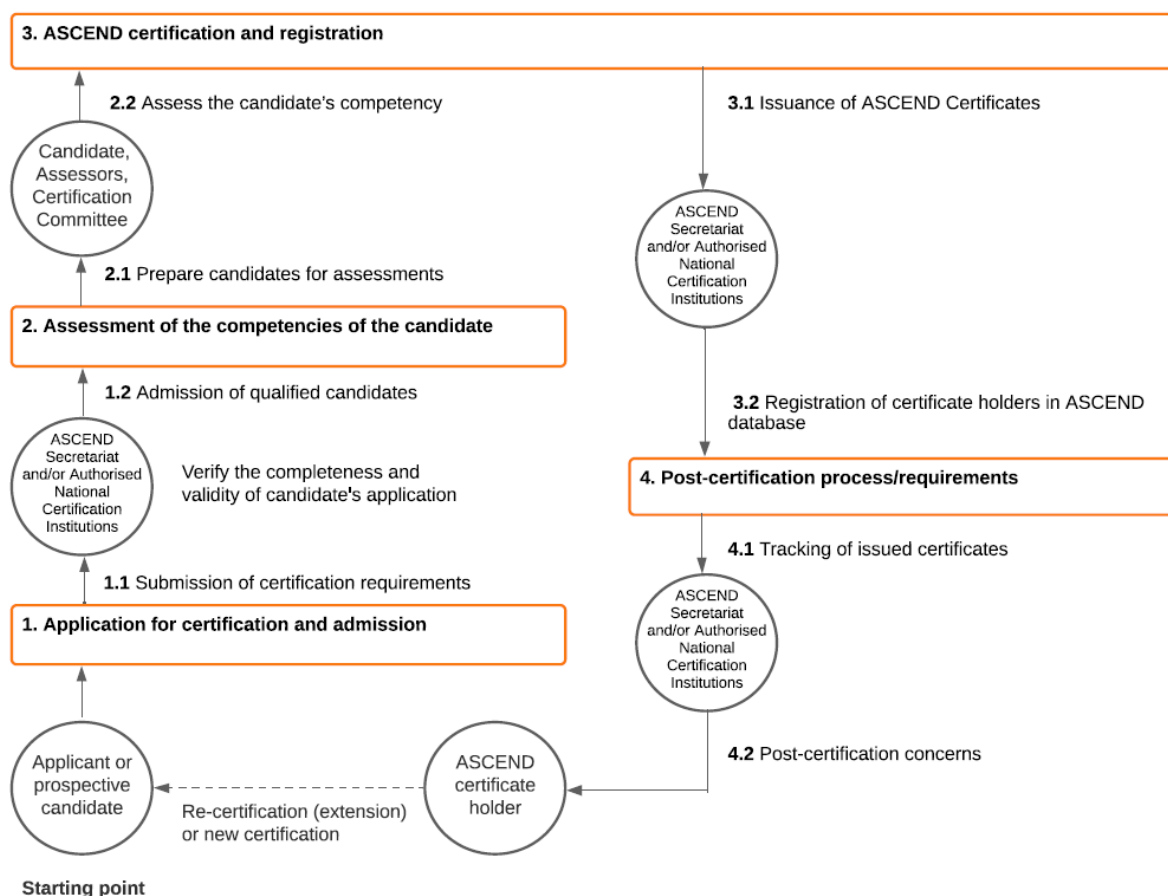 3. ASCEND certification and registration
2.2 Assess the candidate's competency
3.1 Issuance of ASCEND Certificates
Candidate,
Assessors,
Certification
Committee
ASCEND
Secretariat
and/or Authorised
National
Certification
Institutions
2.1 Prepare candidates for assessments
2. Assessment of the competencies of the candidate
1.2 Admission of qualified candidates
3.2 Registration of certificate holders in ASCEND
database
ASCEND
Secretariat
and/or Authorised
National
Certification
Institutions
Verify the completeness and
validity of candidate's application
4. Post-certification process/requirements
4.1 Tracking of issued certificates
1.1 Submission of certification requirements
ASCEND
Secretariat
and/or Authorised
National
Certification
Institutions
1. Application for certification and admission
4.2 Post-certification concerns
Applicant or
prospective
candidate
ASCEND
certificate
holder
Re-certification (extension)
or new certification
Starting point